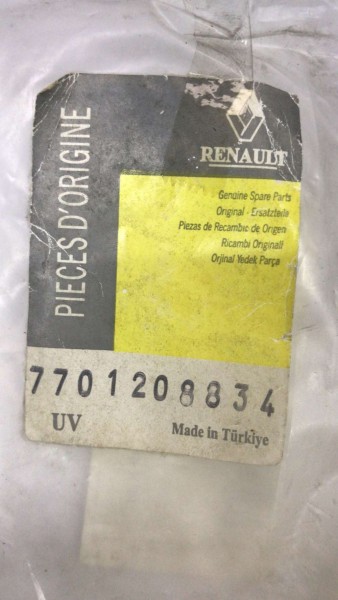 PIECES D'ORIGINE
RENAULT
Genuine Spare Parts
Original - Ersatzteile
Piezas de Recambio de Origen
Ricambi Originali
Orjinal Yedek Parça
7701208834
UV
Made in Türkiye